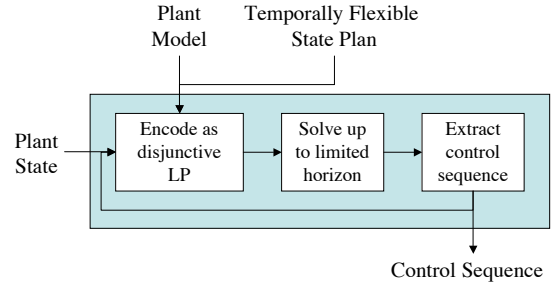 Plant
Model
Temporally Flexible
State Plan
Plant
State
Encode as
disjunctive
LP
Solve up
to limited
horizon
Extract
control
sequence
Control Sequence